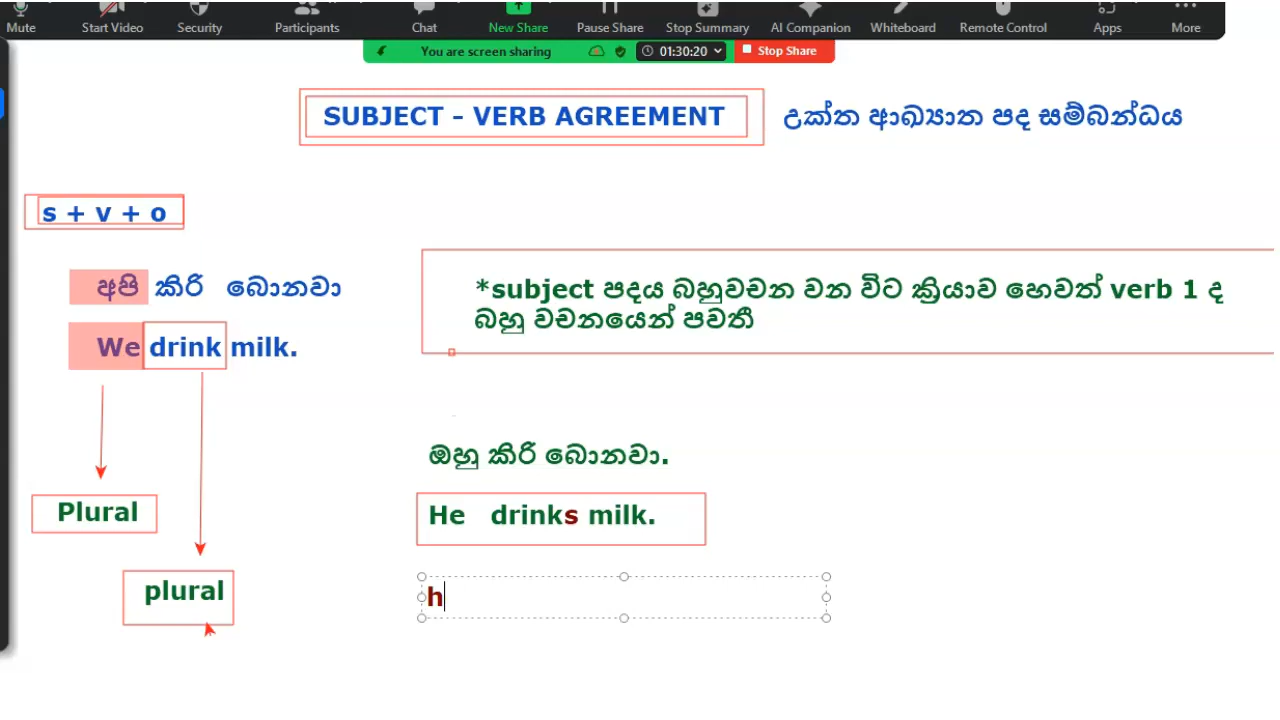 Mute Start Video Security Participants Chat New Share Pause Share Stop Summary AI Companion Whiteboard Remote Control Apps More
You are screen sharing 01:30:20 Stop Share
SUBJECT - VERB AGREEMENT උක්ත ආඛ්‍යාත පද සම්බන්ධය
s + v + o
අපි කිරි බොනවා
We drink milk.
*subject පදය බහුවචන වන විට ක්‍රියාව හෙවත් verb 1 ද
බහු වචනයෙන් පවතී
ඔහු කිරි බොනවා.
He drinks milk.
Plural
plural
h